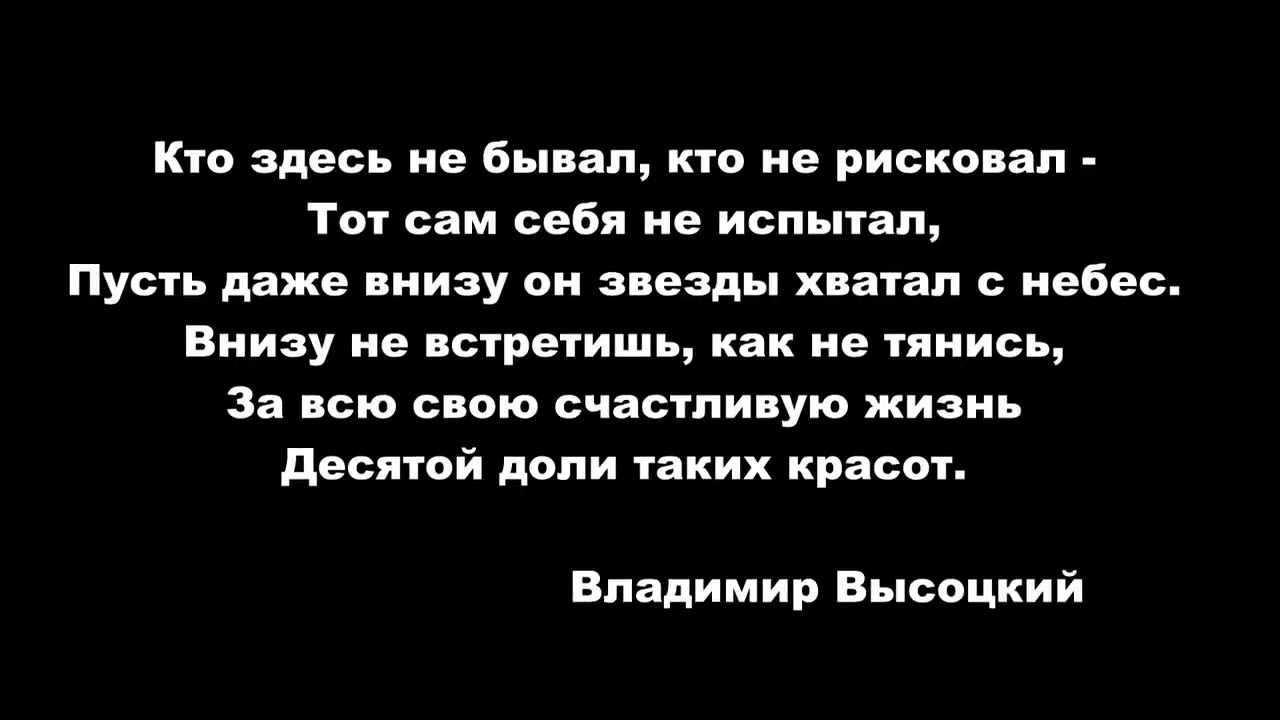 Кто здесь не бывал, кто не рисковал -
Тот сам себя не испытал,
Пусть даже внизу он звезды хватал с небес.
Внизу не встретишь, как не тянись,
За всю свою счастливую жизнь
Десятой доли таких красот.
Владимир Высоцкий